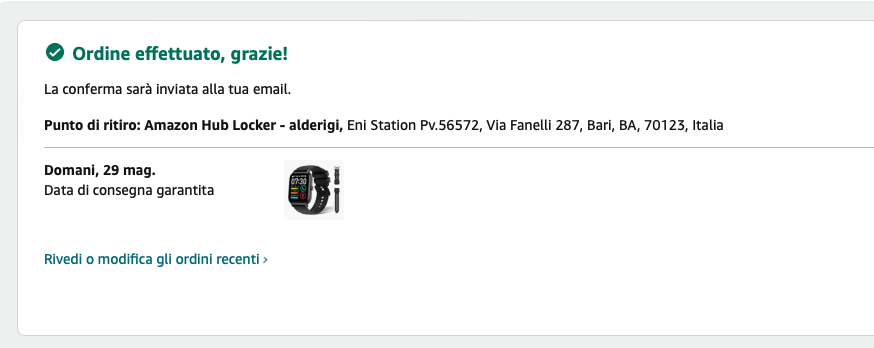 Ordine effettuato, grazie!
La conferma sarà inviata alla tua email.
Punto di ritiro: Amazon Hub Locker - alderigi, Eni Station Pv.56572, Via Fanelli 287, Bari, BA, 70123, Italia
Domani, 29 mag.
Data di consegna garantita
07:30
Rivedi o modifica gli ordini recenti ›